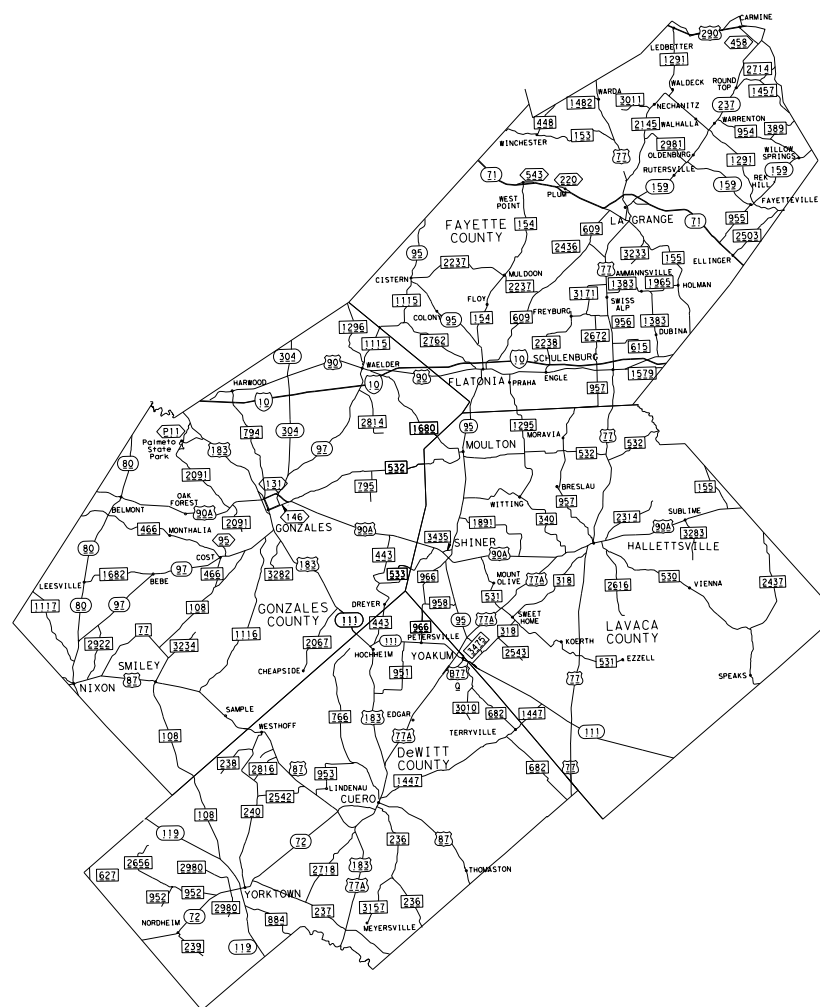 CARMINE
290
458
LEDBETTER
1291
2714
WALDECK
ROUND
TOP
1457
WARDA
1482
3011
NECHANITZ
237
448
2145
WALHALLA
WARRENTON
954
389
153
WINCHESTER
2981
77
OLDENBURG
1291
WILLOW
SPRINGS
RUTERSVILLE
159
71
543
220
REK
HILL
WEST
POINT
PLUM
159
159
FAYETTEVILLE
FAYETTE
COUNTY
154
609
LA GRANGE
71
955
2503
95
2436
3233
155
ELLINGER
2237
77
AMMANNSVILLE
CISTERN
MULDOON
2237
1383
1965
HOLMAN
1115
FLOY
3171
SWISS
ALP
COLONY
95
154
609
FREYBURG
956
1383
1296
DUBINA
1115
2762
2238
2672
615
304
10
SCHULENBURG
90
WAELDER
90
FLATONIA
PRAHA
ENGLE
1579
HARWOOD
10
957
10
2814
1680
95
1295
P11
794
304
97
MORAVIA
77
Palmeto
State
Park
183
MOULTON
532
532
80
532
2091
131
795
BRESLAU
155
OAK
FOREST
WITTING
957
BELMONT
90A
146
2314
SUBLIME
466
2091
GONZALES
1891
340
90A
MONTHALIA
90A
3435
3283
95
SHINER
HALLETTSVILLE
80
COST
183
443
90A
97
533
966
MOUNT
OLIVE
77A
318
LEESVILLE
1682
BEBE
466
3282
2616
530
VIENNA
2437
1117
80
97
108
GONZALES
COUNTY
DREYER
958
531
111
443
95
77A
SWEET
HOME
LAVACA
COUNTY
77
1116
966
318
2922
3234
2067
111
PETERSVILLE
KOERTH
SMILEY
HOCHHEIM
YOAKUM
3475
2543
531
EZZELL
CHEAPSIDE
951
B77
Q
77
SPEAKS
NIXON
87
SAMPLE
3010
766
183
EDGAR
682
1447
108
WESTHOFF
77A
TERRYVILLE
111
DeWITT
COUNTY
238
2816
87
953
1447
682
77
LINDENAU
2542
CUERO
108
240
119
72
236
87
2656
183
627
2980
2718
THOMASTON
77A
952
952
YORKTOWN
2980
237
3157
236
72
NORDHEIM
884
MEYERSVILLE
239
119